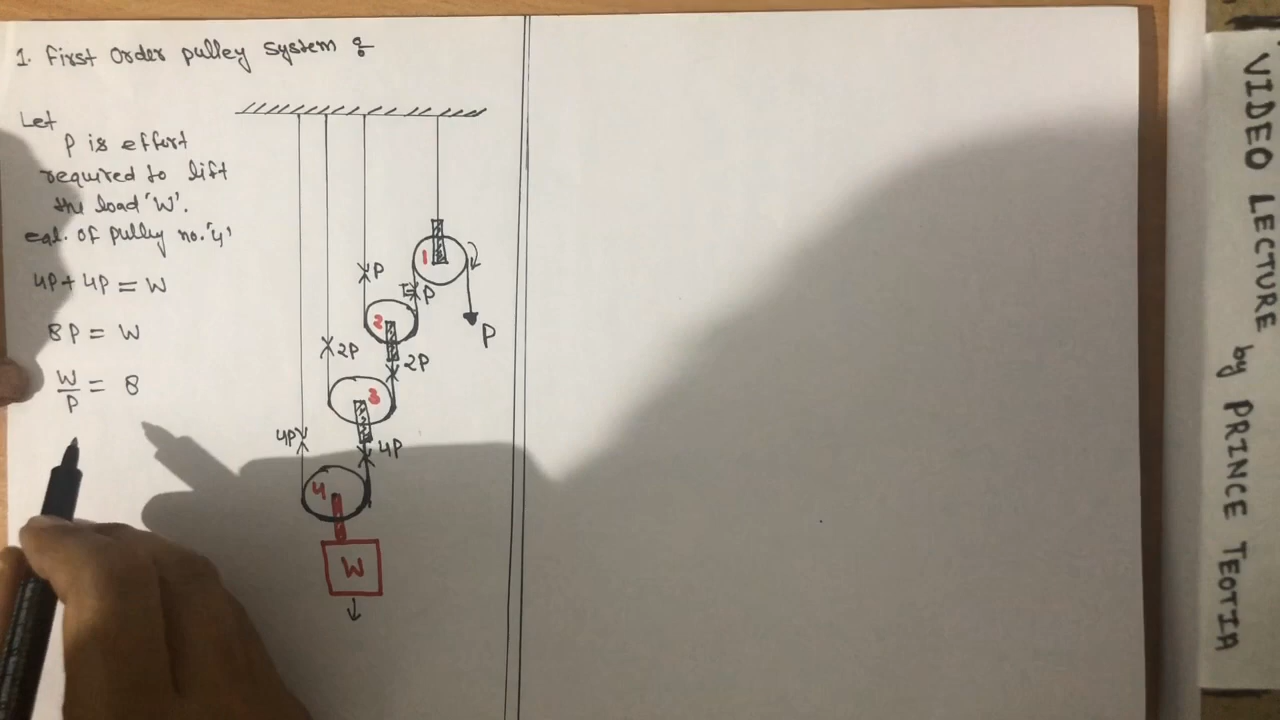 1. First Order pulley system :
Let
P is effort
required to lift
the load 'W'.
eql. of pulley no.'4'
4P + 4P = W
8P = W
W/P = 8
1
P
P
P
2
2P
2P
3
4P
4P
4
W
VIDEO LECTURE by PRINCE TEOTIA